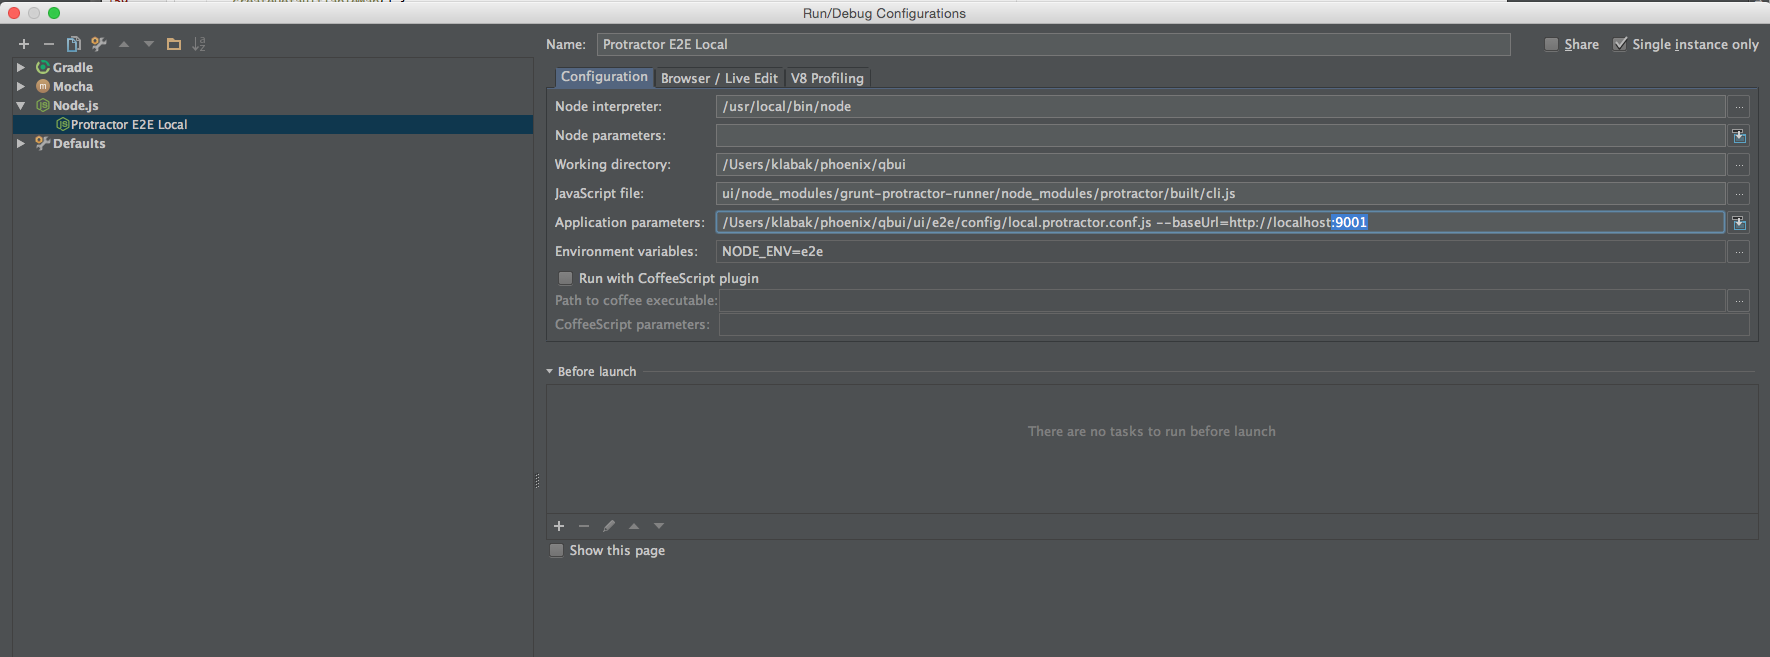 Run/Debug Configurations
Name: Protractor E2E Local
Share
Single instance only
Gradle
Mocha
Node.js
Protractor E2E Local
Defaults
Configuration
Browser / Live Edit
V8 Profiling
Node interpreter: /usr/local/bin/node
Node parameters:
Working directory: /Users/klabak/phoenix/qbui
JavaScript file: ui/node_modules/grunt-protractor-runner/node_modules/protractor/built/cli.js
Application parameters: /Users/klabak/phoenix/qbui/ui/e2e/config/local.protractor.conf.js --baseUrl=http://localhost:9001
Environment variables: NODE_ENV=e2e
Run with CoffeeScript plugin
Path to coffee executable:
CoffeeScript parameters:
Before launch
There are no tasks to run before launch
Show this page